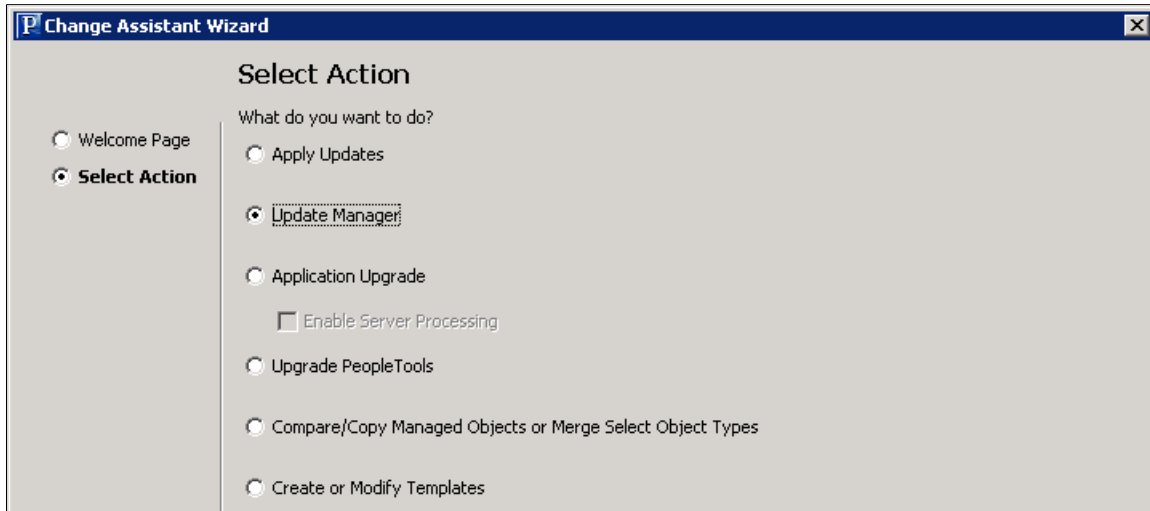 Change Assistant Wizard
Select Action
What do you want to do?
Welcome Page
Select Action
Apply Updates
Update Manager
Application Upgrade
Enable Server Processing
Upgrade PeopleTools
Compare/Copy Managed Objects or Merge Select Object Types
Create or Modify Templates